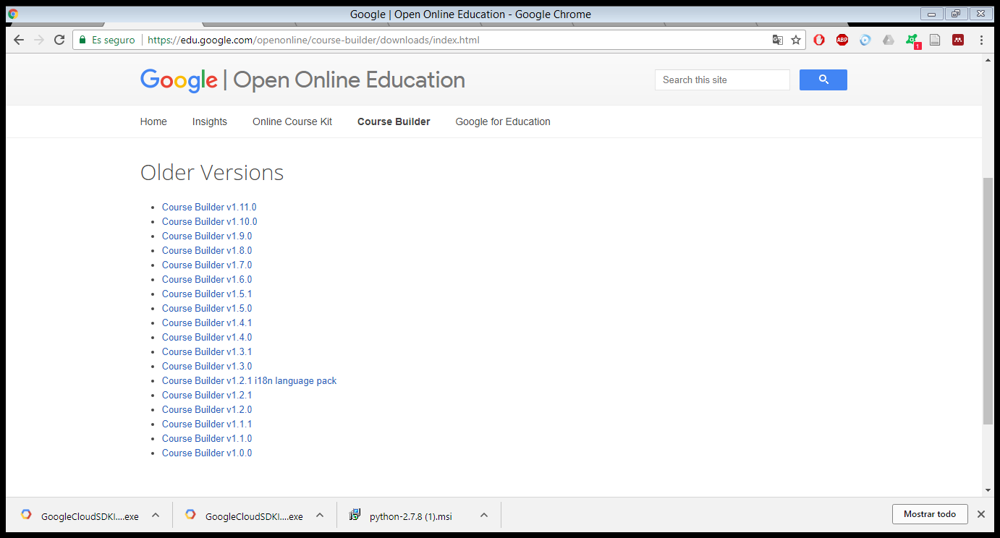 Google | Open Online Education - Google Chrome
Es seguro https://edu.google.com/openonline/course-builder/downloads/index.html ABP 1
Google | Open Online Education Search this site
Home Insights Online Course Kit Course Builder Google for Education
Older Versions
Course Builder v1.11.0
Course Builder v1.10.0
Course Builder v1.9.0
Course Builder v1.8.0
Course Builder v1.7.0
Course Builder v1.6.0
Course Builder v1.5.1
Course Builder v1.5.0
Course Builder v1.4.1
Course Builder v1.4.0
Course Builder v1.3.1
Course Builder v1.3.0
Course Builder v1.2.1 i18n language pack
Course Builder v1.2.1
Course Builder v1.2.0
Course Builder v1.1.1
Course Builder v1.1.0
Course Builder v1.0.0
GoogleCloudSDKI....exe GoogleCloudSDKI....exe python-2.7.8 (1).msi Mostrar todo